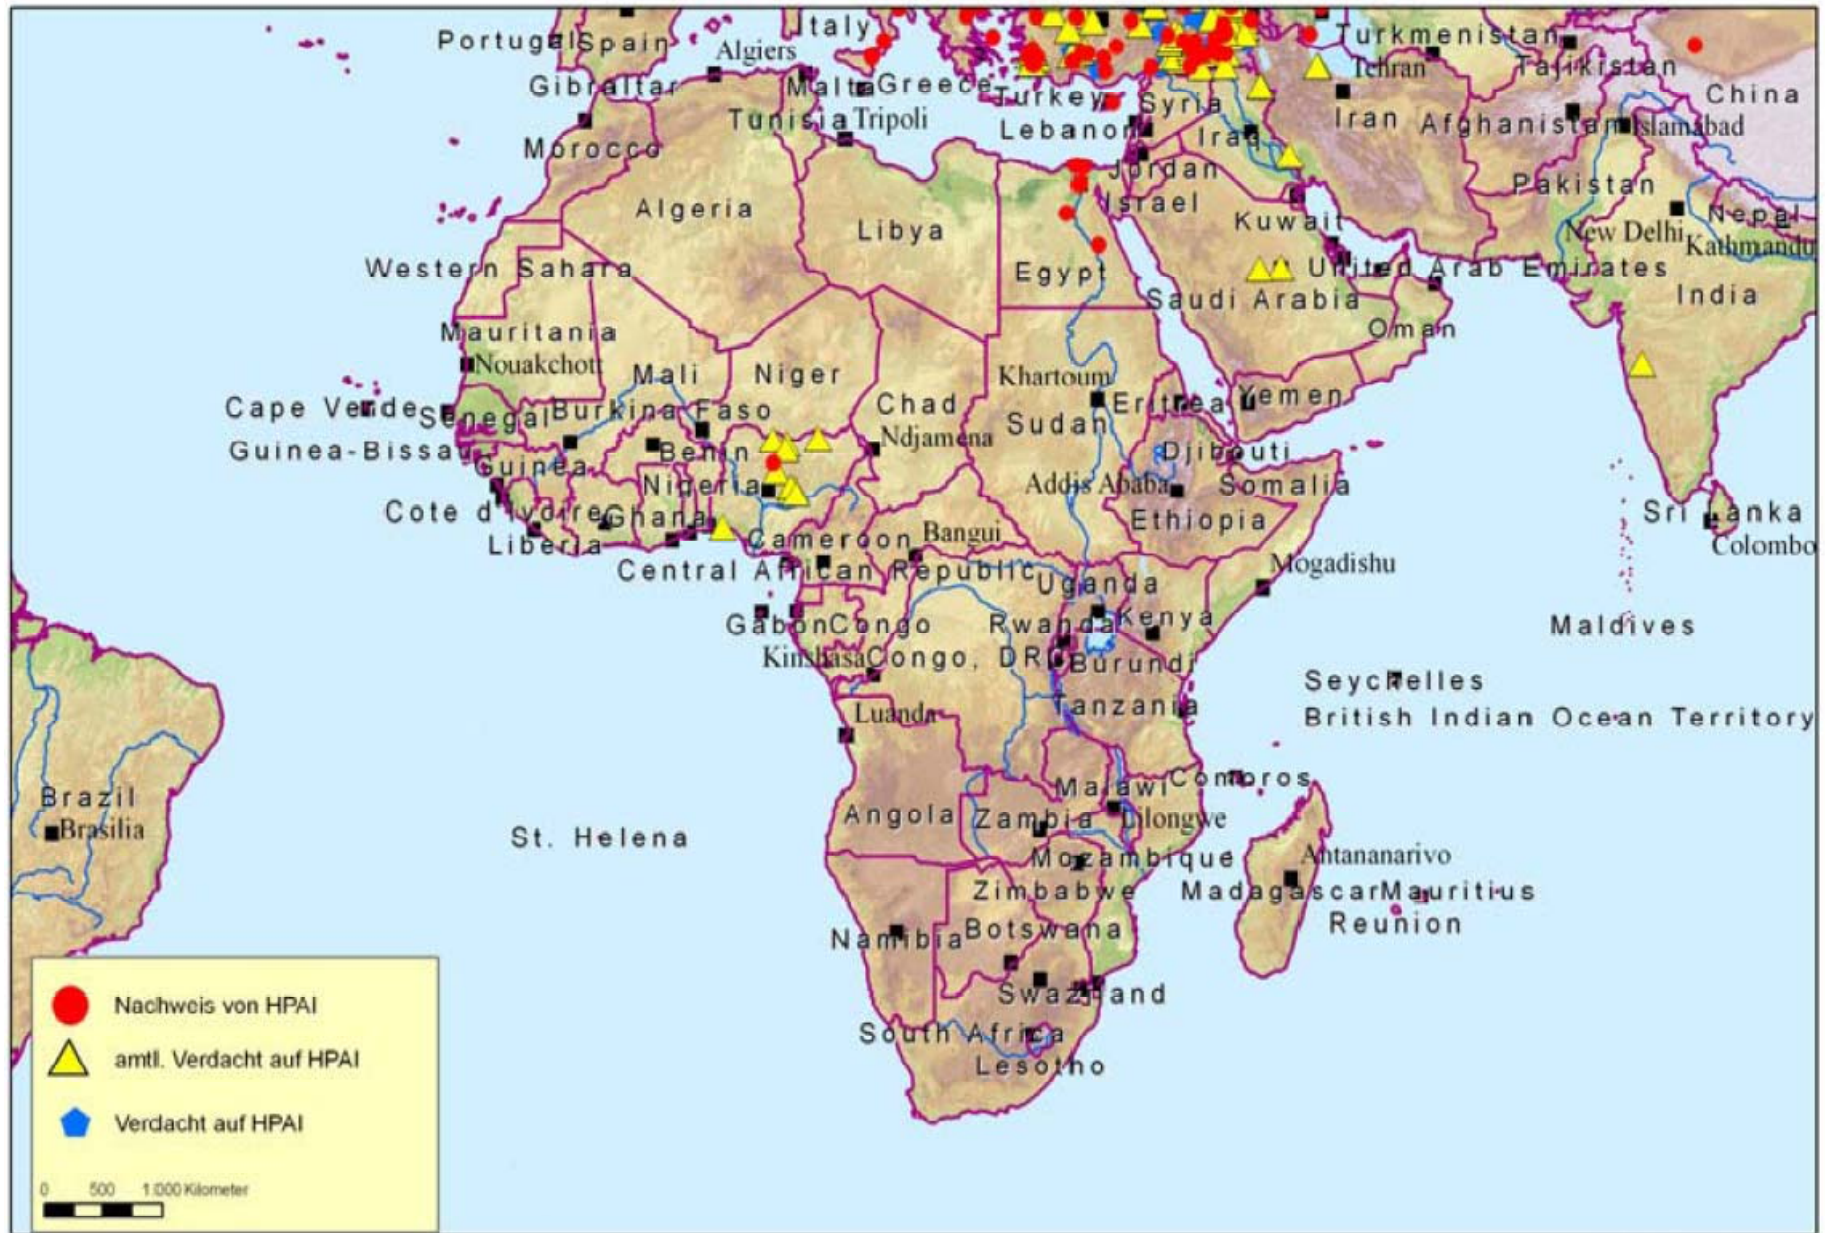 Italy
Portugal Spain
Algiers
Turkmenistan
Tajikistan
Tehran
Gibraltar
Malta Greece
Turkey
Syria
China
Tunisia Tripoli
Lebanon
Iraq
Iran Afghanistan Islamabad
Morocco
Jordan
Pakistan
Algeria
Israel
Libya
Kuwait
Nepal
New Delhi Kathmandu
Western Sahara
Egypt
United Arab Emirates
Saudi Arabia
India
Mauritania
Oman
Nouakchott
Mali
Niger
Khartoum
Cape Verde Senegal Burkina Faso
Chad
Eritrea Yemen
Sudan
Ndjamena
Guinea-Bissau
Guinea
Benin
Djibouti
Nigeria
Addis Ababa
Somalia
Cote d'Ivoire Ghana
Ethiopia
Sri Lanka
Liberia
Cameroon
Bangui
Colombo
Central African Republic
Mogadishu
Uganda
Gabon Congo
Rwanda Kenya
Maldives
Kinshasa Congo, DRC Burundi
Seychelles
Tanzania
Luanda
British Indian Ocean Territory
Malawi Comoros
Brazil
Brasilia
Angola
Zambia
Lilongwe
St. Helena
Mozambique
Antananarivo
Zimbabwe
Madagascar Mauritius
Reunion
Namibia
Botswana
Swaziland
South Africa
Lesotho
Nachweis von HPAI
amtl. Verdacht auf HPAI
Verdacht auf HPAI
0 500 1.000 Kilometer